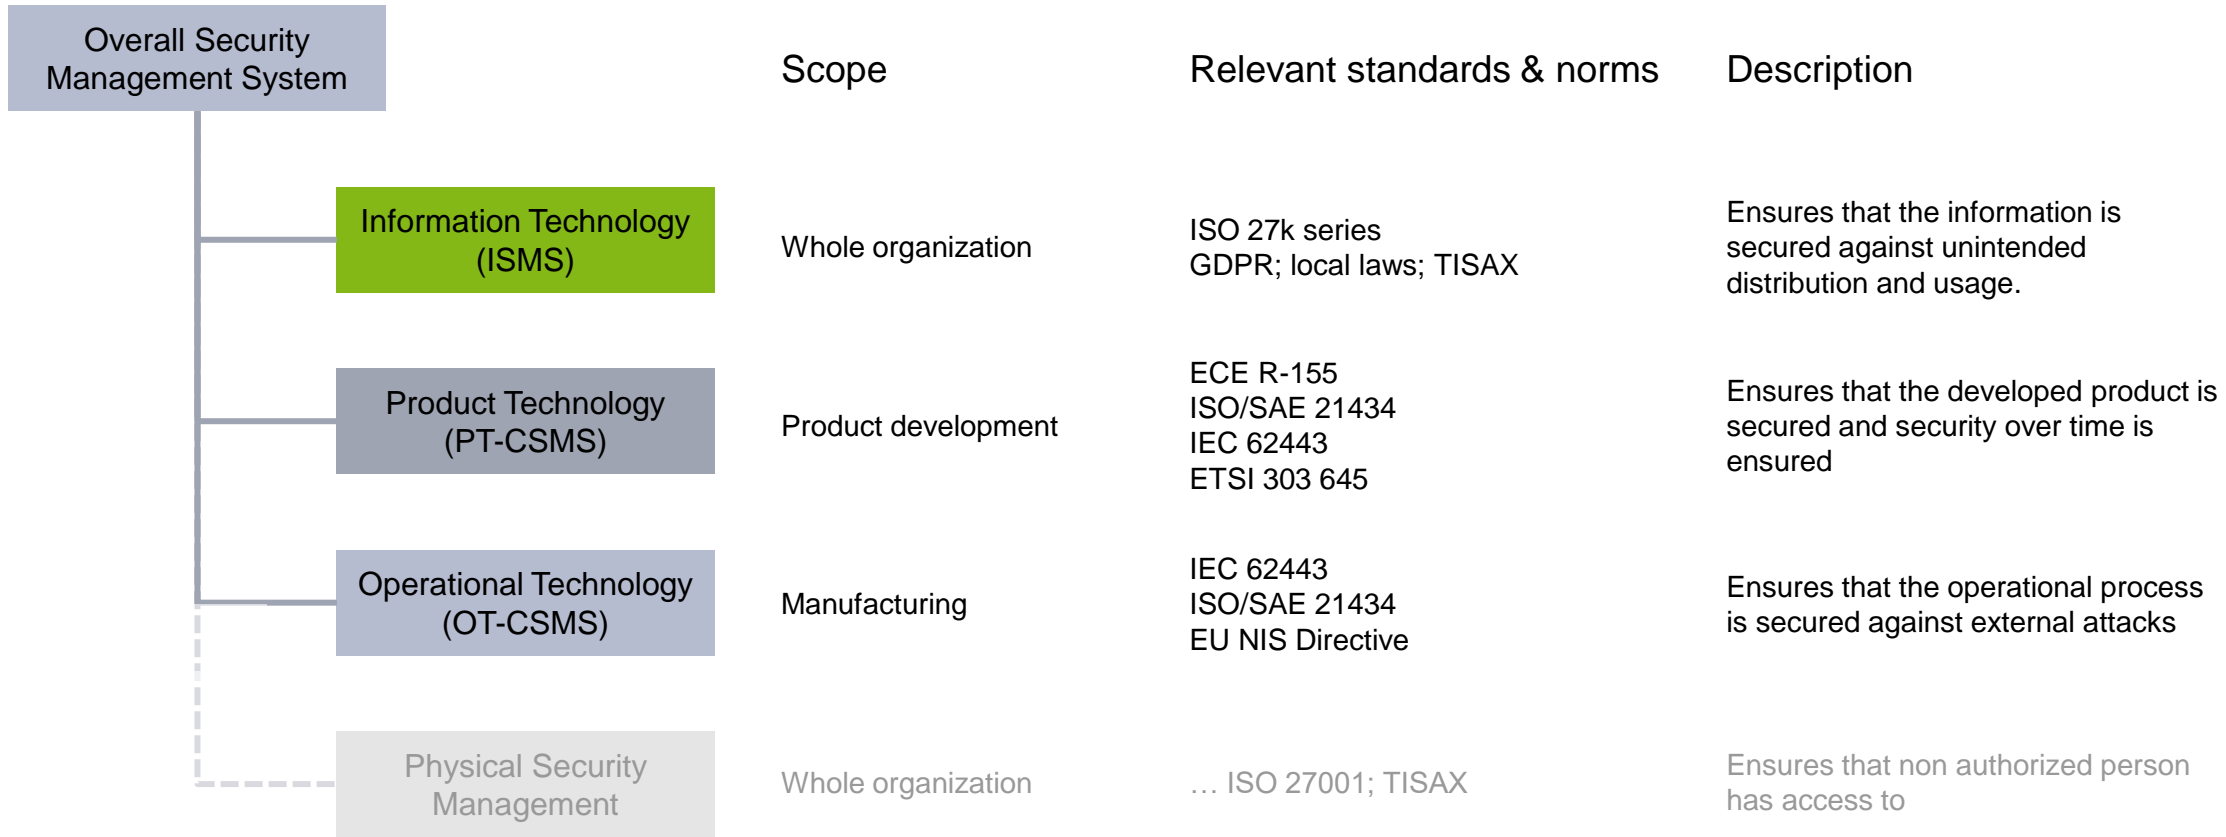 Overall Security
Management System
Scope
Relevant standards & norms
Description
Information Technology
(ISMS)
Whole organization
ISO 27k series
GDPR; local laws; TISAX
Ensures that the information is
secured against unintended
distribution and usage.
Product Technology
(PT-CSMS)
Product development
ECE R-155
ISO/SAE 21434
IEC 62443
ETSI 303 645
Ensures that the developed product is
secured and security over time is
ensured
Operational Technology
(OT-CSMS)
Manufacturing
IEC 62443
ISO/SAE 21434
EU NIS Directive
Ensures that the operational process
is secured against external attacks
Physical Security
Management
Whole organization
… ISO 27001; TISAX
Ensures that non authorized person
has access to